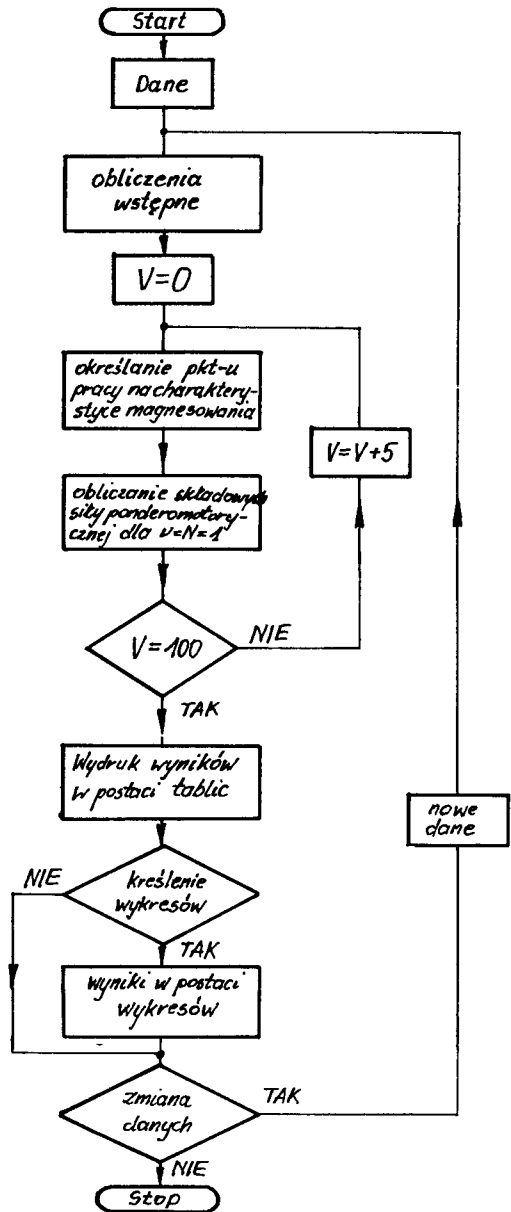 Start
Dane
obliczenia
wstępne
V=0
określanie pkt-u
pracy na charaktery-
styce magnesowania
V=V+5
obliczanie składowych
siły ponderomotory-
cznej dla ν=N=1
V=100
NIE
TAK
Wydruk wyników
w postaci tablic
nowe
dane
NIE
kreślenie
wykresów
TAK
wyniki w postaci
wykresów
zmiana
danych
TAK
NIE
Stop